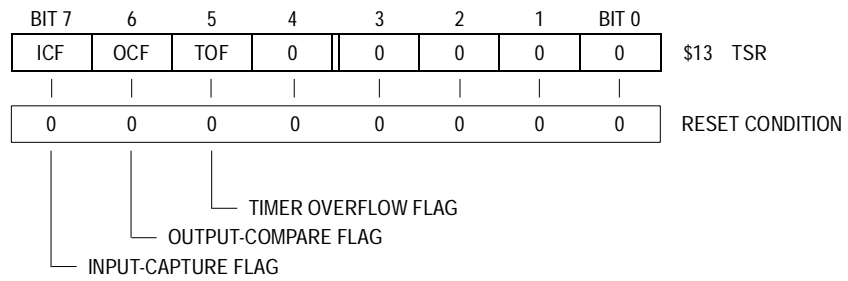 BIT 7 6 5 4 3 2 1 BIT 0
ICF OCF TOF 0 0 0 0 0 $13 TSR
0 0 0 0 0 0 0 0 RESET CONDITION
TIMER OVERFLOW FLAG
OUTPUT-COMPARE FLAG
INPUT-CAPTURE FLAG